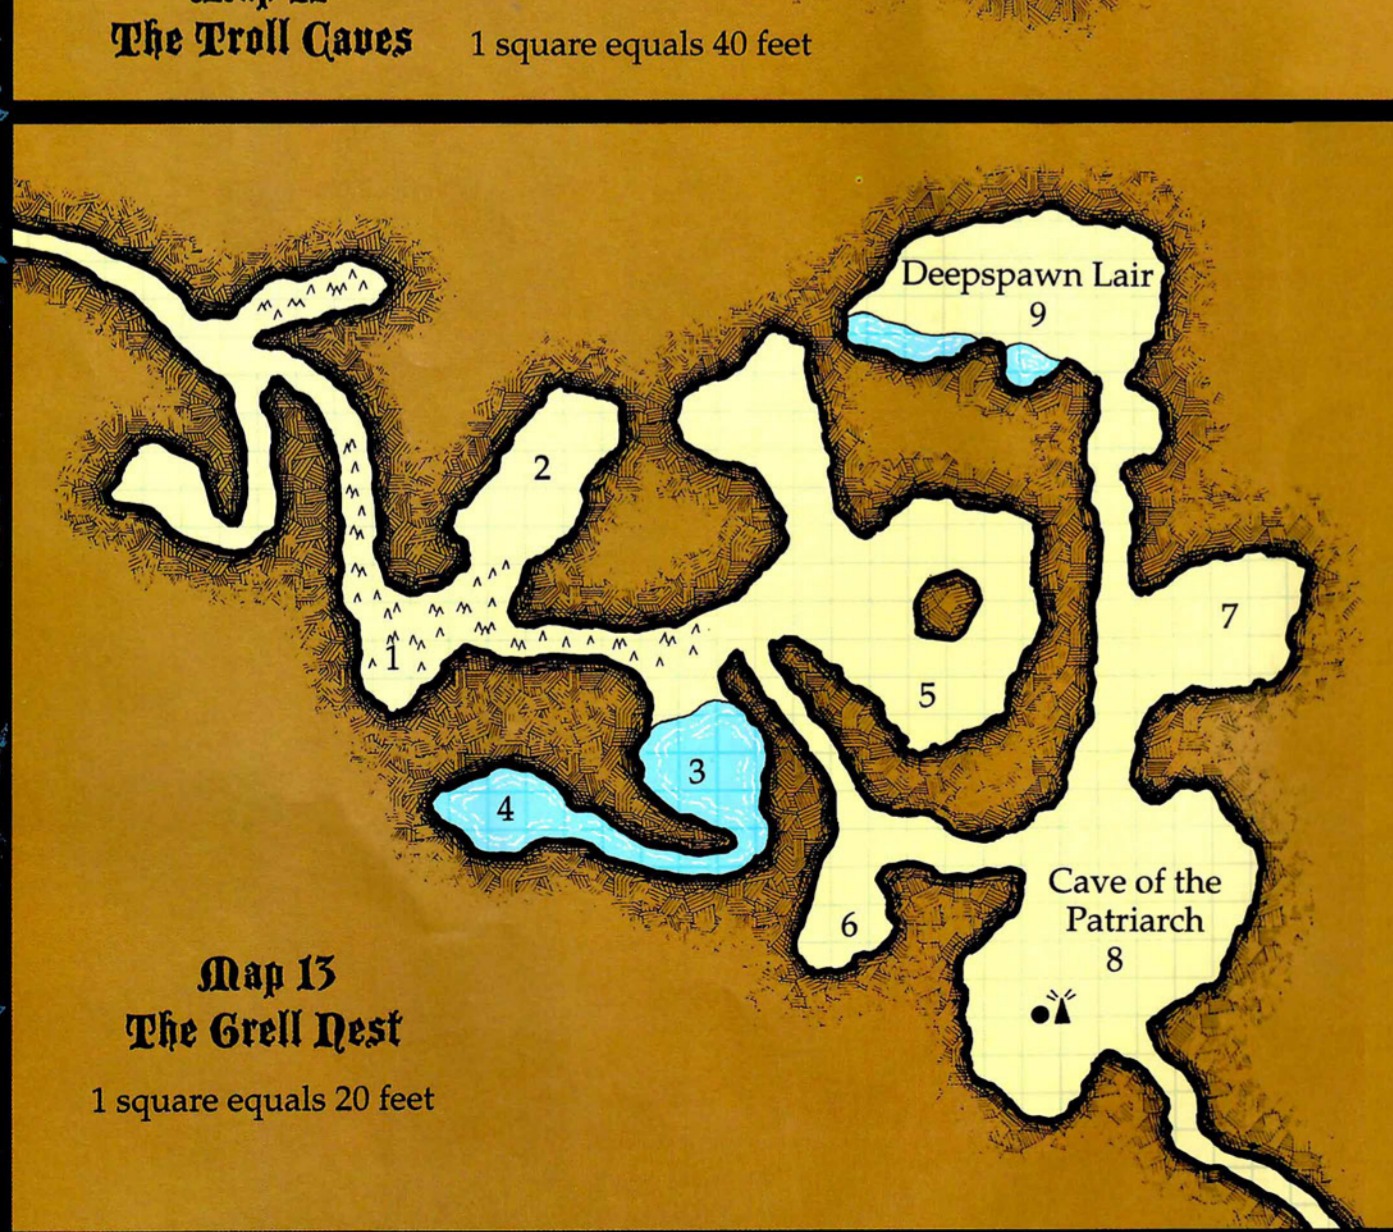 The Troll Caves
1 square equals 40 feet
Deepspawn Lair
9
2
7
1
5
3
4
Cave of the
Patriarch
8
6
Map 13
The Grell Nest
1 square equals 20 feet